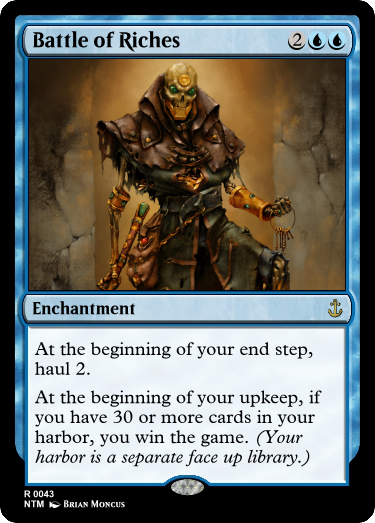 Battle of Riches 2
Enchantment
At the beginning of your end step,
haul 2.
At the beginning of your upkeep, if
you have 30 or more cards in your
harbor, you win the game. (Your
harbor is a separate face up library.)
R 0043
NTM Brian Moncus